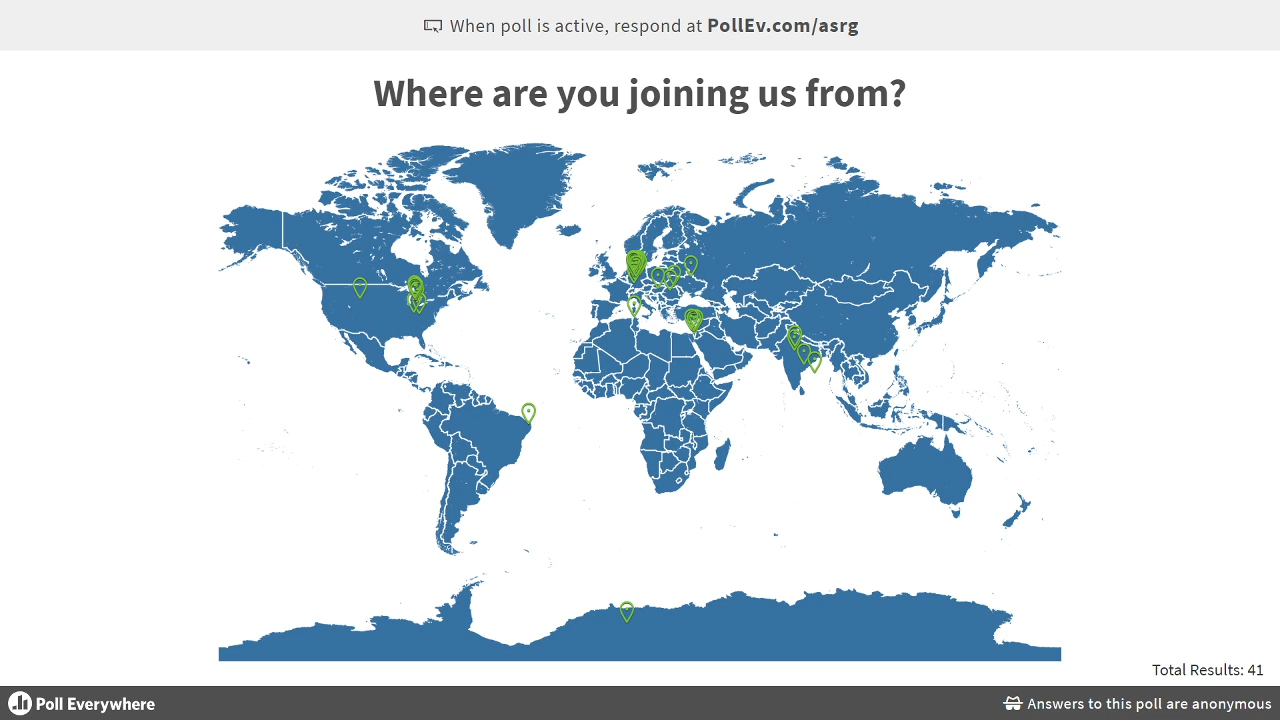 When poll is active, respond at PollEv.com/asrg
Where are you joining us from?
Total Results: 41
Poll Everywhere
Answers to this poll are anonymous